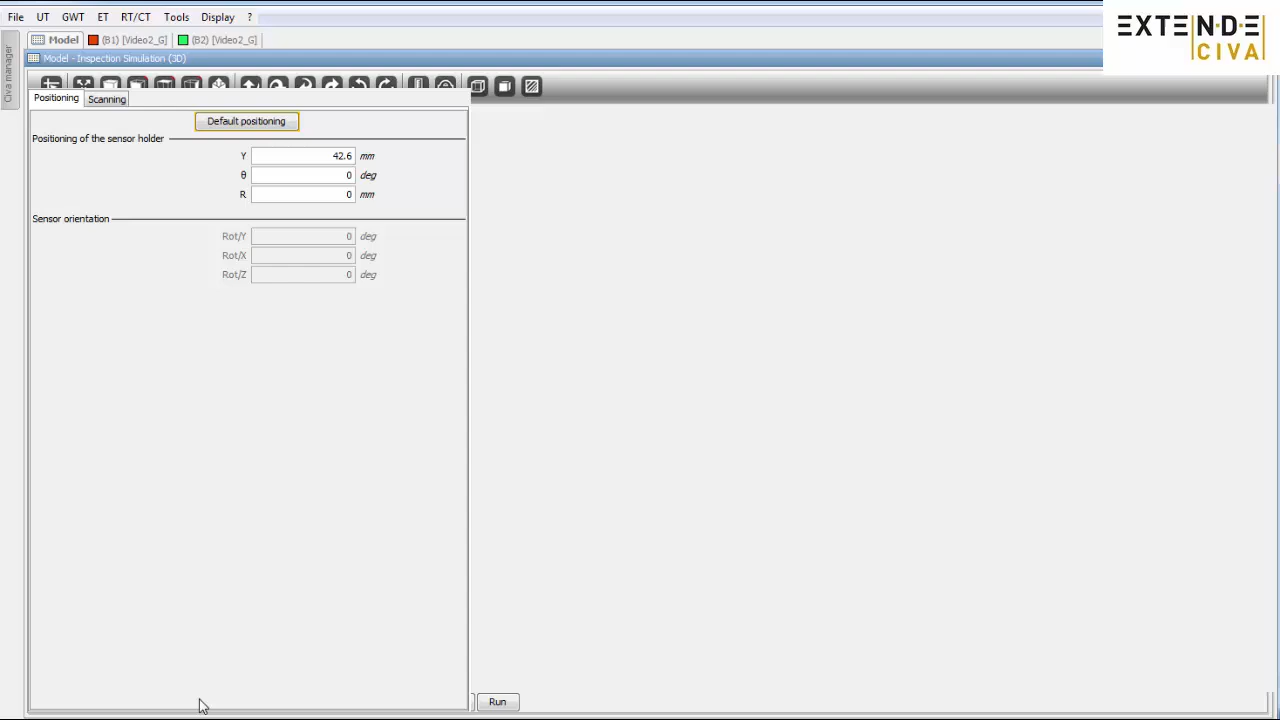 File UT GWT ET RT/CT Tools Display ?
EXTENDE
CIVA
Model (B1) [Video2_G] (B2) [Video2_G]
Civa manager
Model - Inspection Simulation (3D)
Positioning Scanning
Default positioning
Positioning of the sensor holder
Y 42.6 mm
θ 0 deg
R 0 mm
Sensor orientation
Rot/Y 0 deg
Rot/X 0 deg
Rot/Z 0 deg
Run